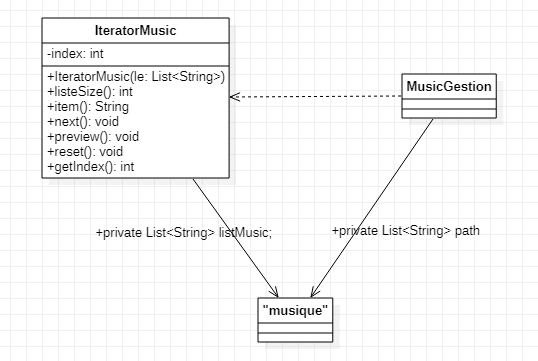 IteratorMusic
-index: int
+IteratorMusic(le: List<String>)
+listeSize(): int
+item(): String
+next(): void
+preview(): void
+reset(): void
+getIndex(): int
MusicGestion
+private List<String> listMusic;
+private List<String> path
"musique"